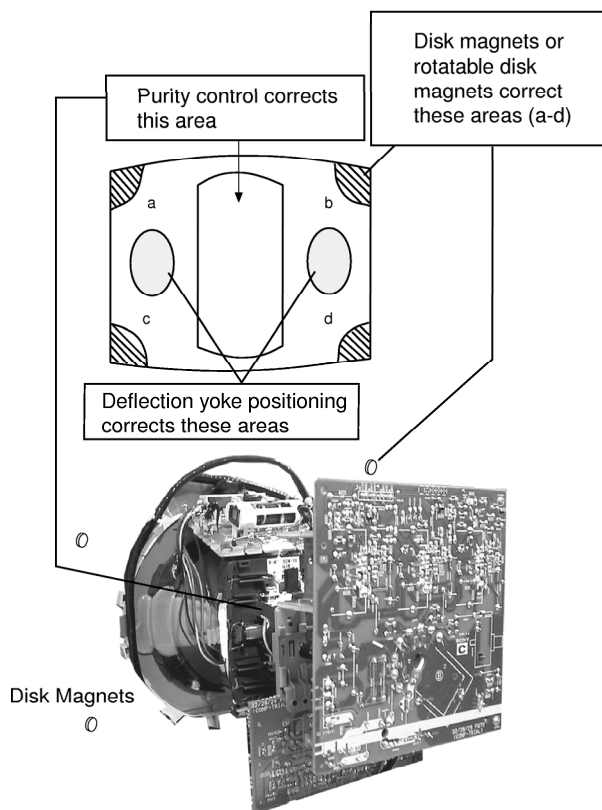 Disk magnets or
rotatable disk
magnets correct
these areas (a-d)
Purity control corrects
this area
a
b
c
d
Deflection yoke positioning
corrects these areas
Disk Magnets
C